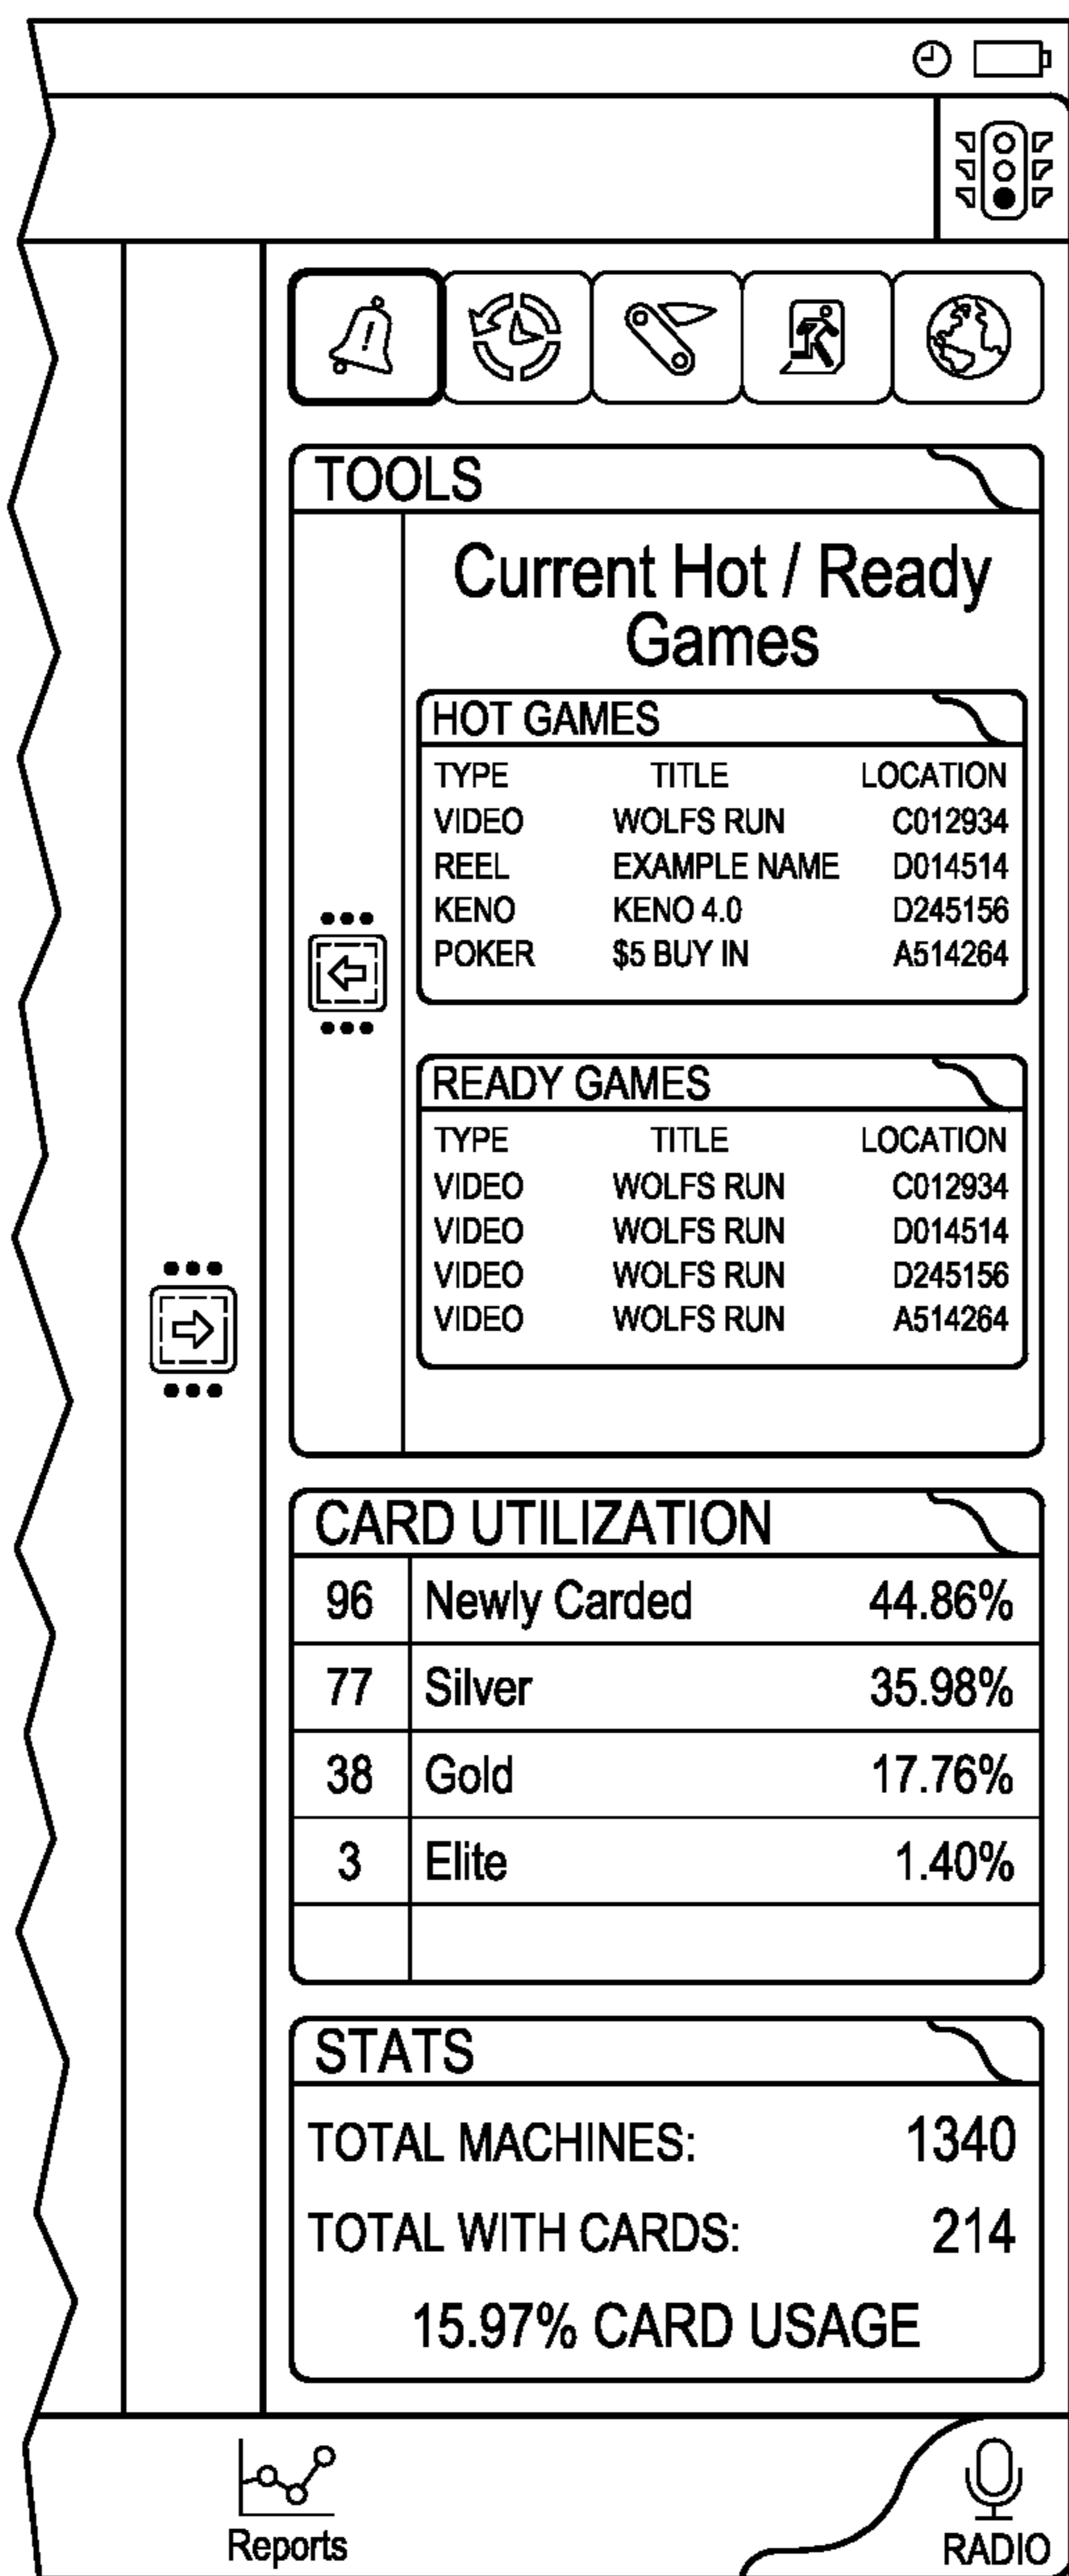 TOOLS
Current Hot / Ready
Games
HOT GAMES
TYPE TITLE LOCATION
VIDEO WOLFS RUN C012934
REEL EXAMPLE NAME D014514
KENO KENO 4.0 D245156
POKER $5 BUY IN A514264
READY GAMES
TYPE TITLE LOCATION
VIDEO WOLFS RUN C012934
VIDEO WOLFS RUN D014514
VIDEO WOLFS RUN D245156
VIDEO WOLFS RUN A514264
CARD UTILIZATION
96 Newly Carded 44.86%
77 Silver 35.98%
38 Gold 17.76%
3 Elite 1.40%
STATS
TOTAL MACHINES: 1340
TOTAL WITH CARDS: 214
15.97% CARD USAGE
Reports
RADIO